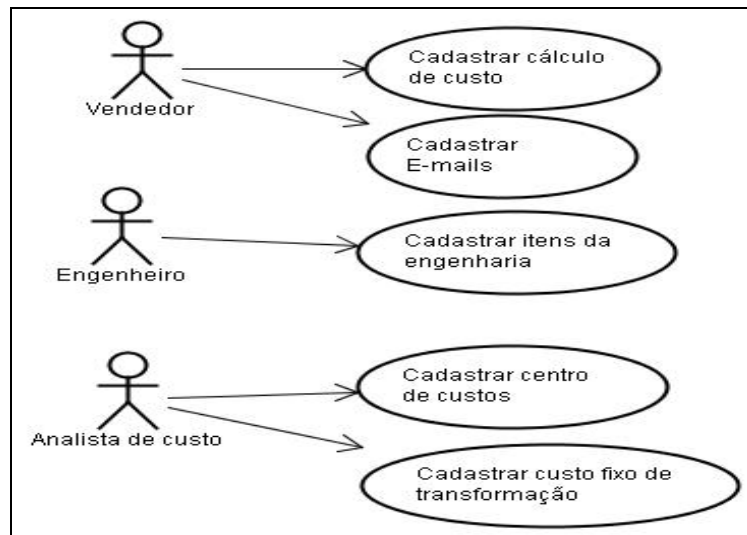 Cadastrar cálculo
de custo
Vendedor
Cadastrar
E-mails
Cadastrar itens da
engenharia
Engenheiro
Cadastrar centro
de custos
Analista de custo
Cadastrar custo fixo de
transformação